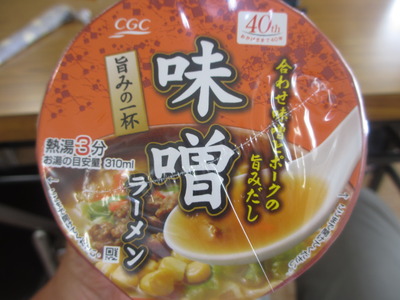 CGC
40th
味噌
ラーメン
旨みの一杯
合わせ味噌とポークの
旨みだし
熱湯3分
お湯の目安量 310ml